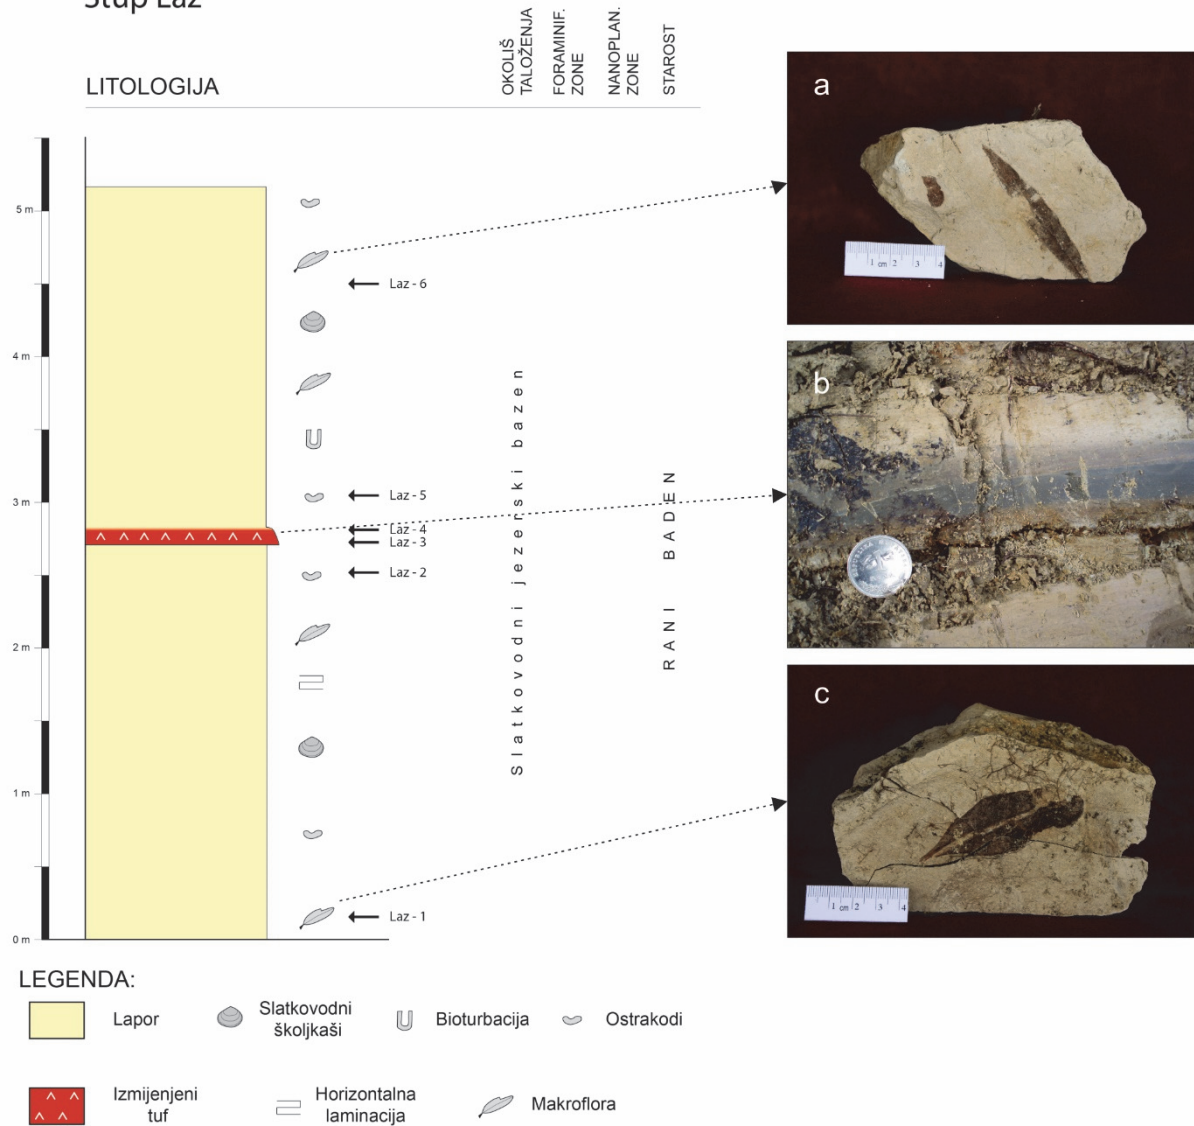 Stup Laz
LITOLOGIJA
OKOLIŠ
TALOŽENJA
FORAMINIF.
ZONE
NANOPLAN.
ZONE
STAROST
5 m
4 m
3 m
2 m
1 m
0 m
Laz - 6
Laz - 5
Laz - 4
Laz - 3
Laz - 2
Laz - 1
Slatkovodni jezerski bazen
RANI BADEN
a
1 cm 2 3 4
b
c
1 cm 2 3 4
LEGENDA:
Lapor
Slatkovodni
školjkaši
Bioturbacija
Ostrakodi
Izmijenjeni
tuf
Horizontalna
laminacija
Makroflora